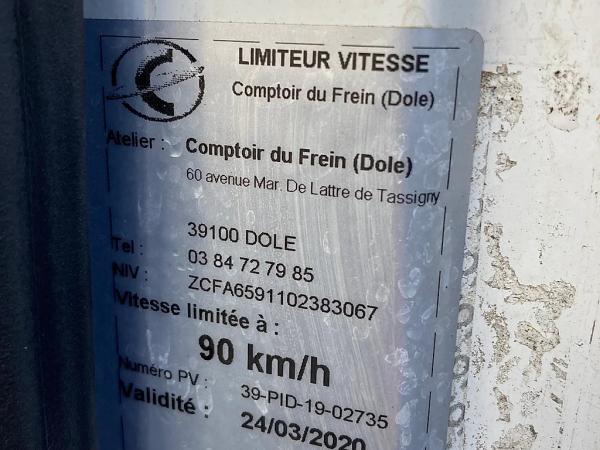 LIMITEUR VITESSE
Comptoir du Frein (Dole)
Atelier : Comptoir du Frein (Dole)
60 avenue Mar. De Lattre de Tassigny
39100 DOLE
Tel : 03 84 72 79 85
NIV : ZCFA6591102383067
Vitesse limitée à :
90 km/h
Numéro PV : 39-PID-19-02735
Validité : 24/03/2020